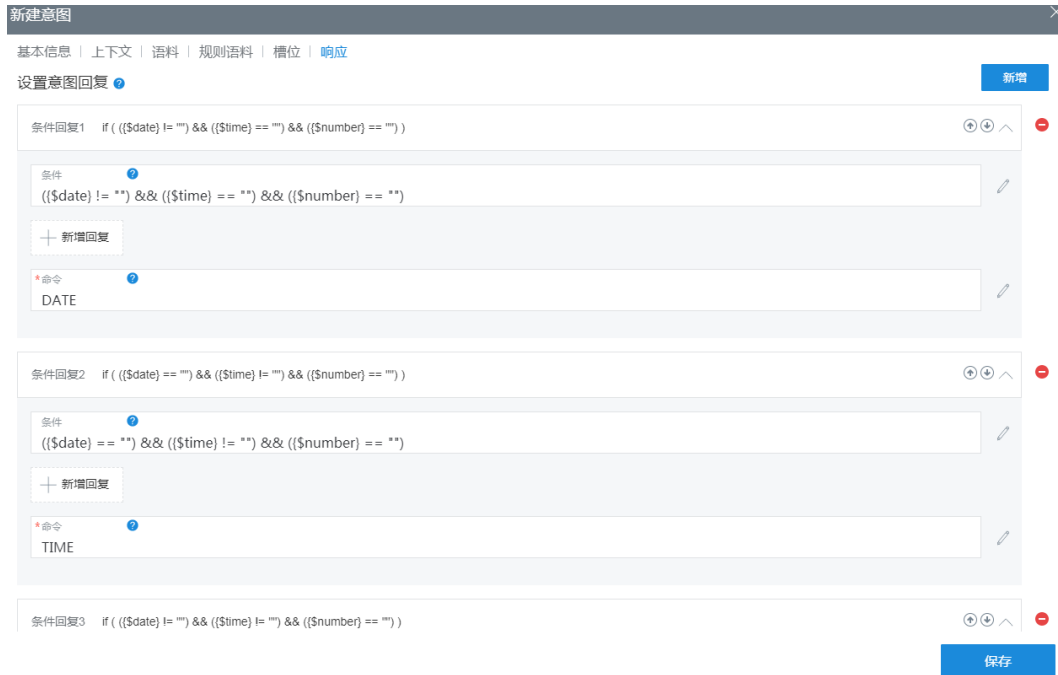 新建意图
基本信息 | 上下文 | 语料 | 规则语料 | 槽位 | 响应
设置意图回复 ?
新增
条件回复1 if ( ({$date} != "") && ({$time} == "") && ({$number} == "") )
条件 ?
({$date} != "") && ({$time} == "") && ({$number} == "")
新增回复
*命令 ?
DATE
条件回复2 if ( ({$date} == "") && ({$time} != "") && ({$number} == "") )
条件 ?
({$date} == "") && ({$time} != "") && ({$number} == "")
新增回复
*命令 ?
TIME
条件回复3 if ( ({$date} != "") && ({$time} != "") && ({$number} == "") )
保存